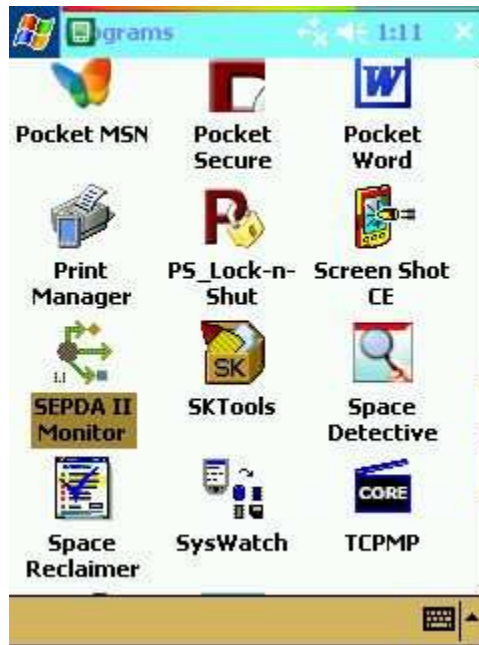 ograms 1:11
Pocket MSN
Pocket
Secure
W
Pocket
Word
Print
Manager
P
PS_Lock-n-
Shut
Screen Shot
CE
1.1
SEPDA II
Monitor
SK
SKTools
Space
Detective
Space
Reclaimer
SysWatch
CORE
TCPMP